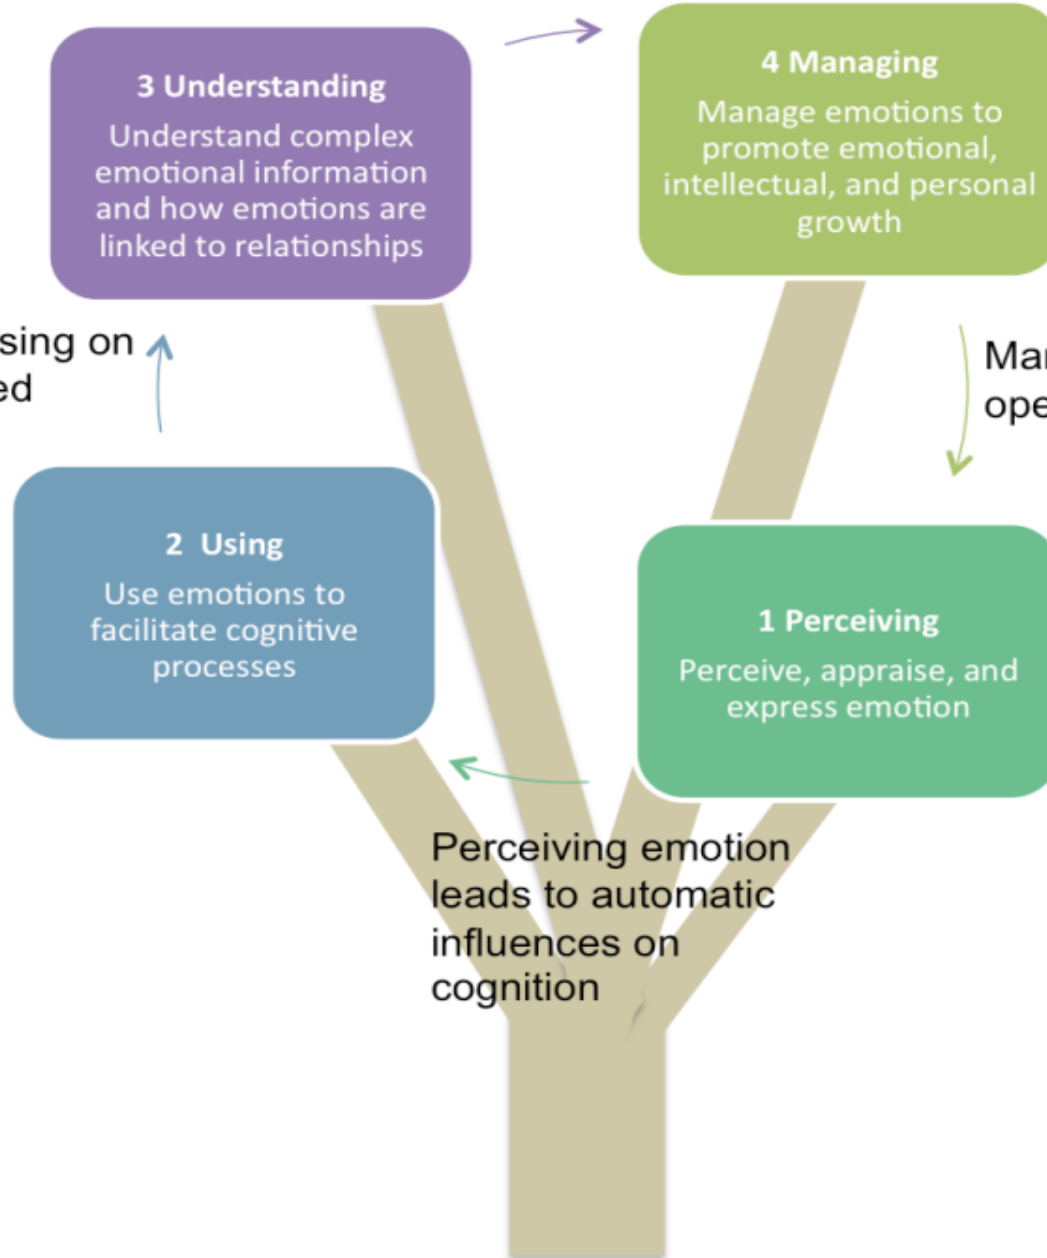 3 Understanding
Understand complex
emotional information
and how emotions are
linked to relationships
4 Managing
Manage emotions to
promote emotional,
intellectual, and personal
growth
on
2 Using
Use emotions to
facilitate cognitive
processes
1 Perceiving
Perceive, appraise, and
express emotion
Perceiving emotion
leads to automatic
influences on
cognition